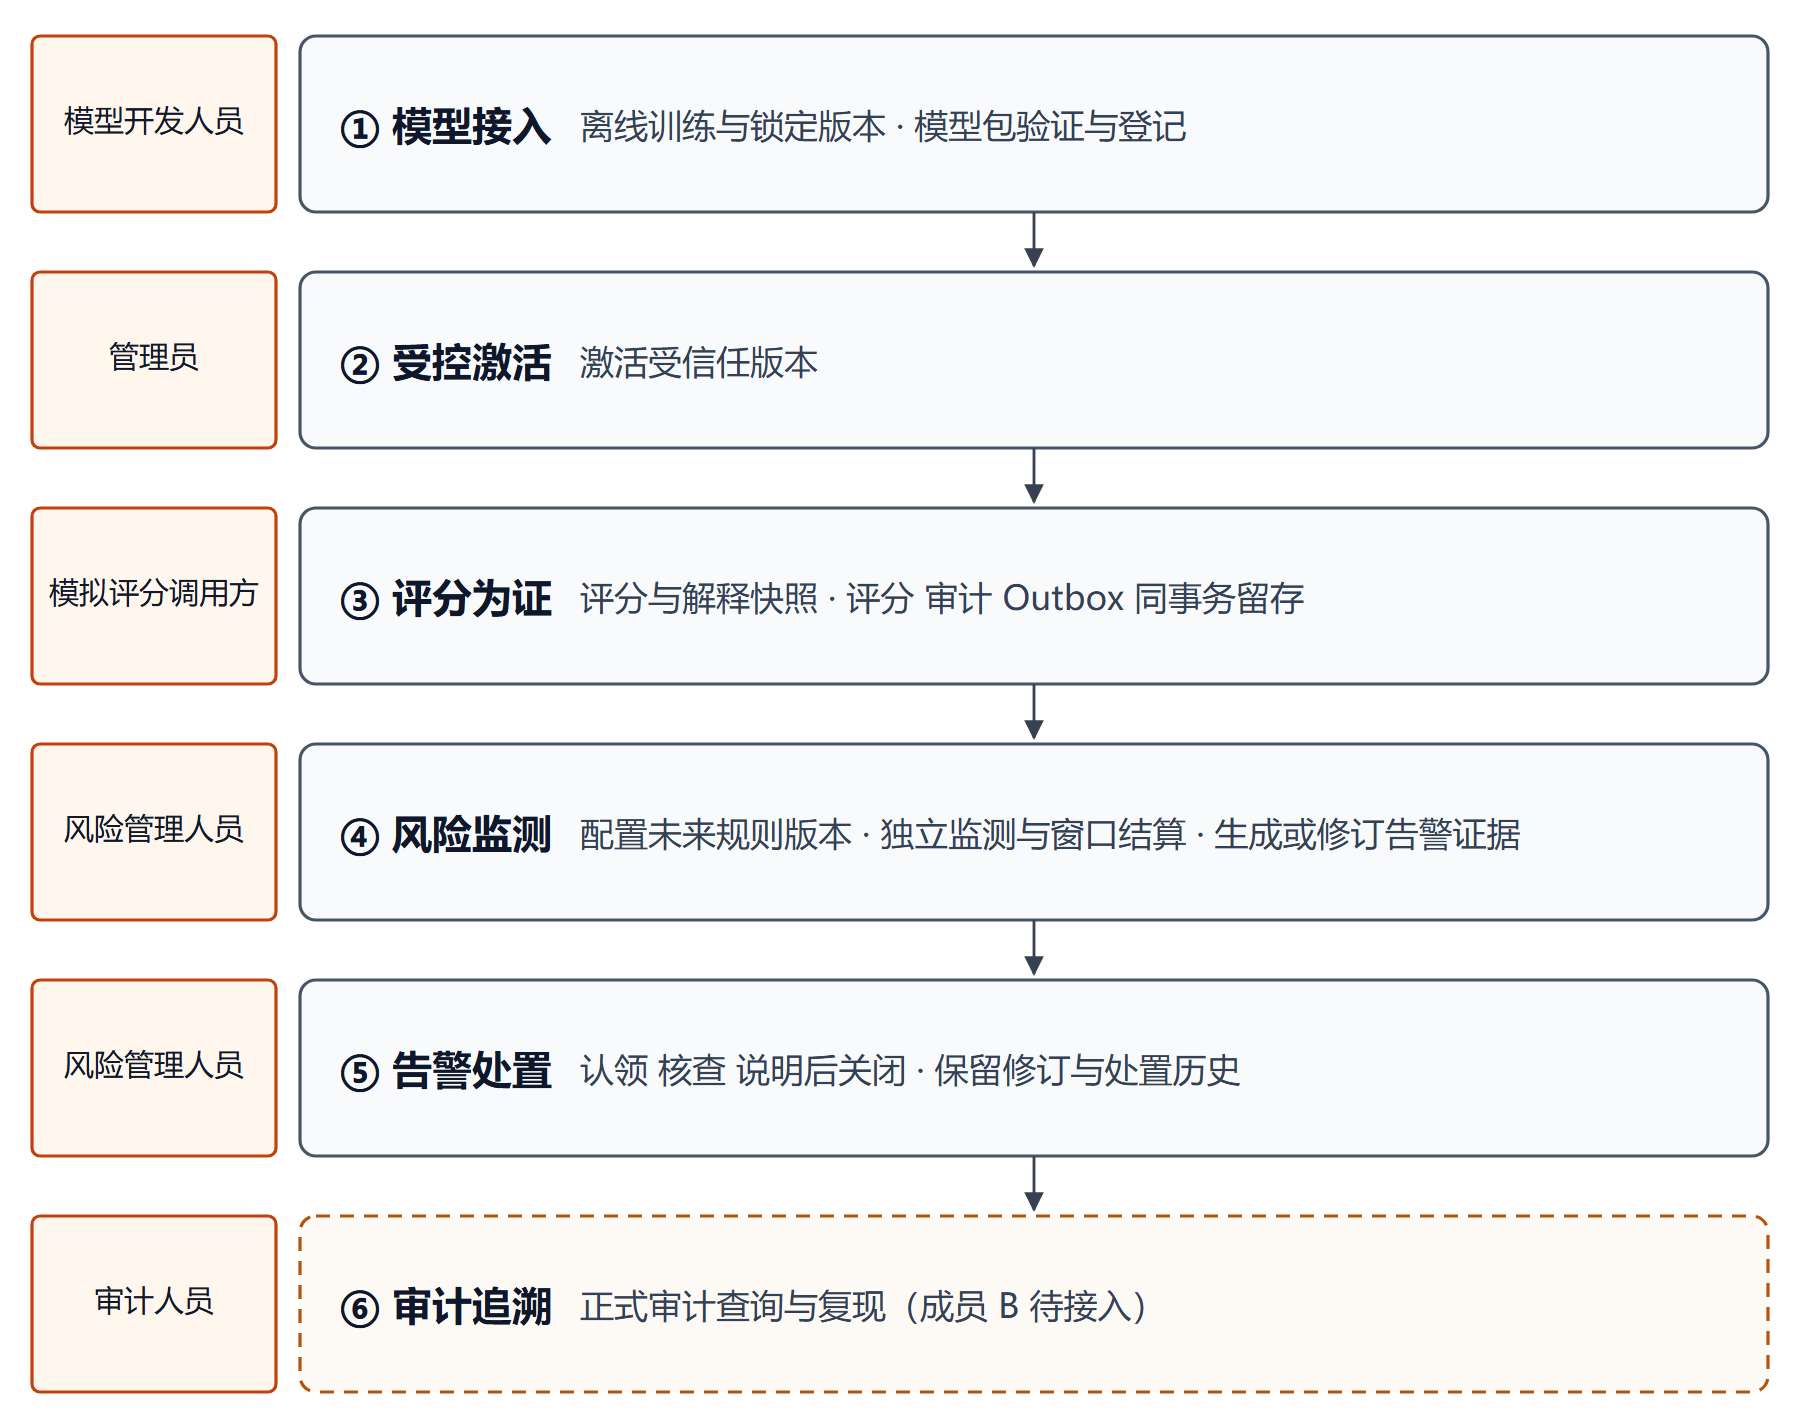 模型开发人员
① 模型接入 离线训练与锁定版本 · 模型包验证与登记
管理员
② 受控激活 激活受信任版本
模拟评分调用方
③ 评分为证 评分与解释快照 · 评分 审计 Outbox 同事务留存
风险管理人员
④ 风险监测 配置未来规则版本 · 独立监测与窗口结算 · 生成或修订告警证据
风险管理人员
⑤ 告警处置 认领 核查 说明后关闭 · 保留修订与处置历史
审计人员
⑥ 审计追溯 正式审计查询与复现（成员 B 待接入）